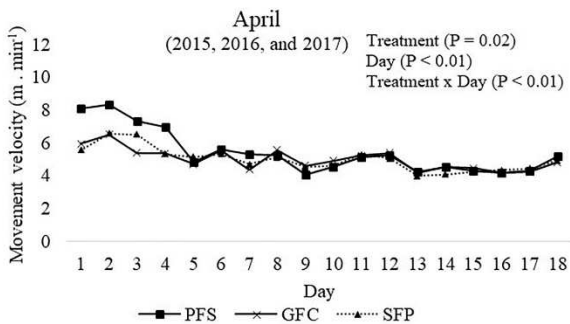 April
(2015, 2016, and 2017)
Treatment (P = 0.02)
Day (P < 0.01)
Treatment x Day (P < 0.01)
Movement velocity (m . min-1)
12
10
8
6
4
2
0
1 2 3 4 5 6 7 8 9 10 11 12 13 14 15 16 17 18
Day
PFS GFC SFP